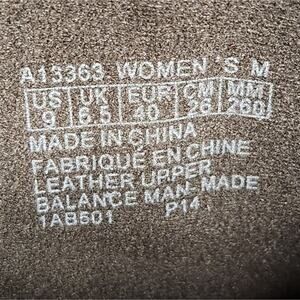 A13363 WOMEN'S M
US UK EUR CM MM
9 6.5 40 26 260
MADE IN CHINA
FABRIQUE EN CHINE
LEATHER UPPER
BALANCE MAN-MADE
1AB601 P14